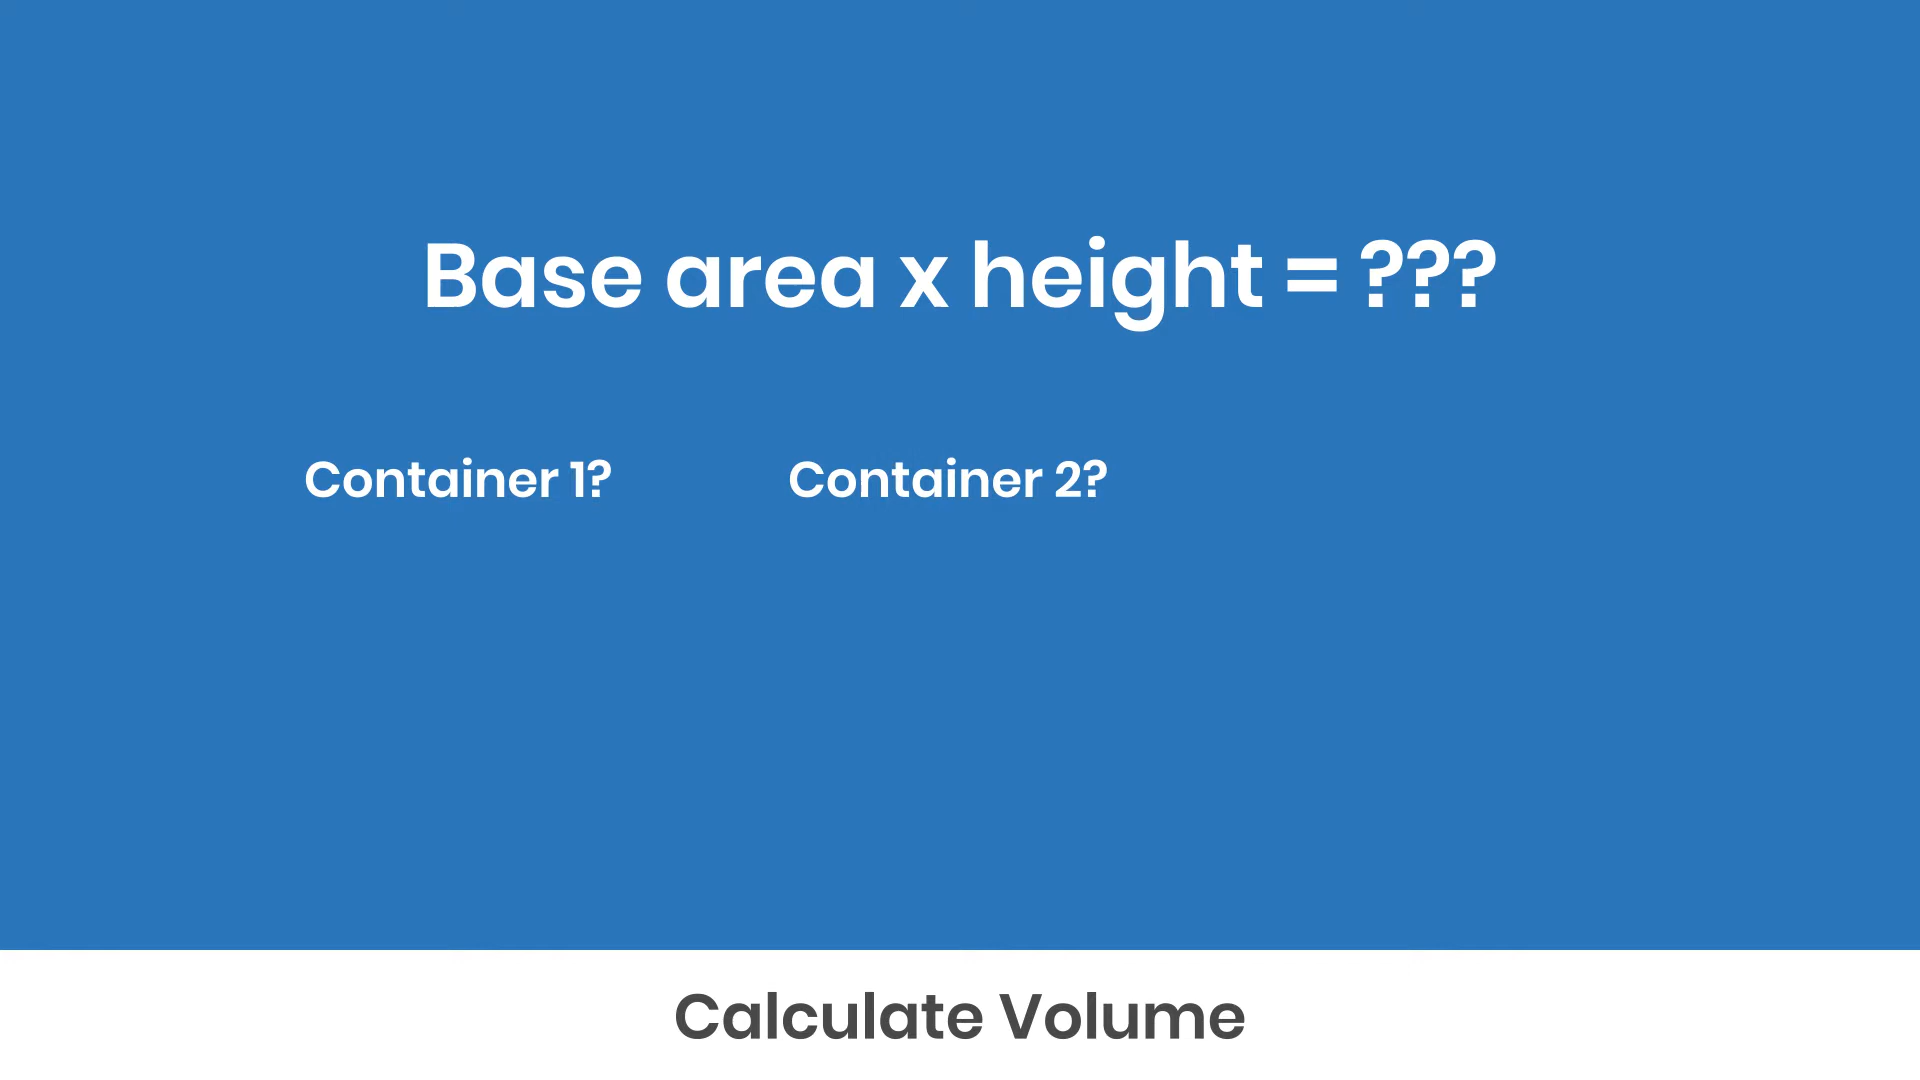 Base area x height = ???
Container 1? Container 2?
Calculate Volume